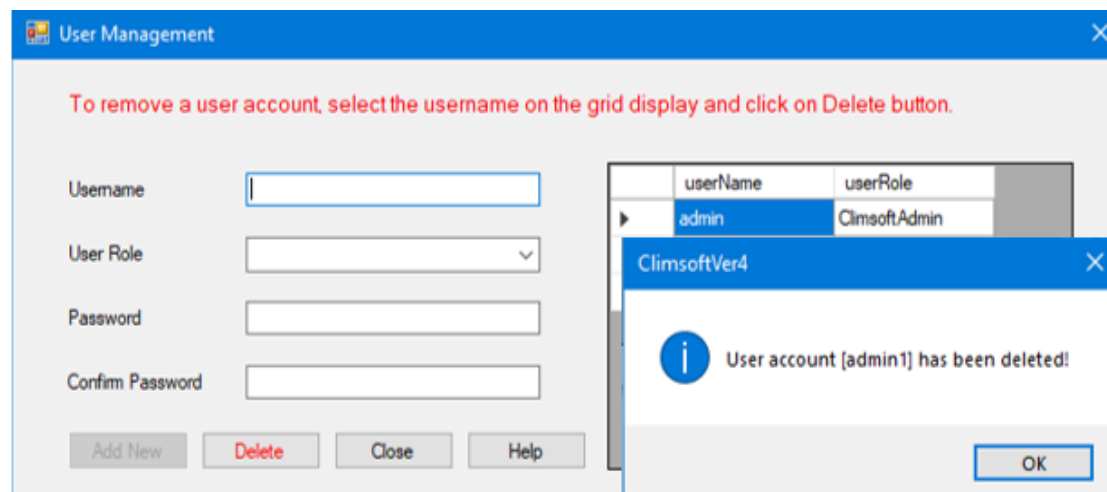 User Management
To remove a user account, select the username on the grid display and click on Delete button.
Username
User Role
Password
Confirm Password
Add New Delete Close Help
userName userRole
admin ClimsoftAdmin
ClimsoftVer4
User account [admin1] has been deleted!
OK